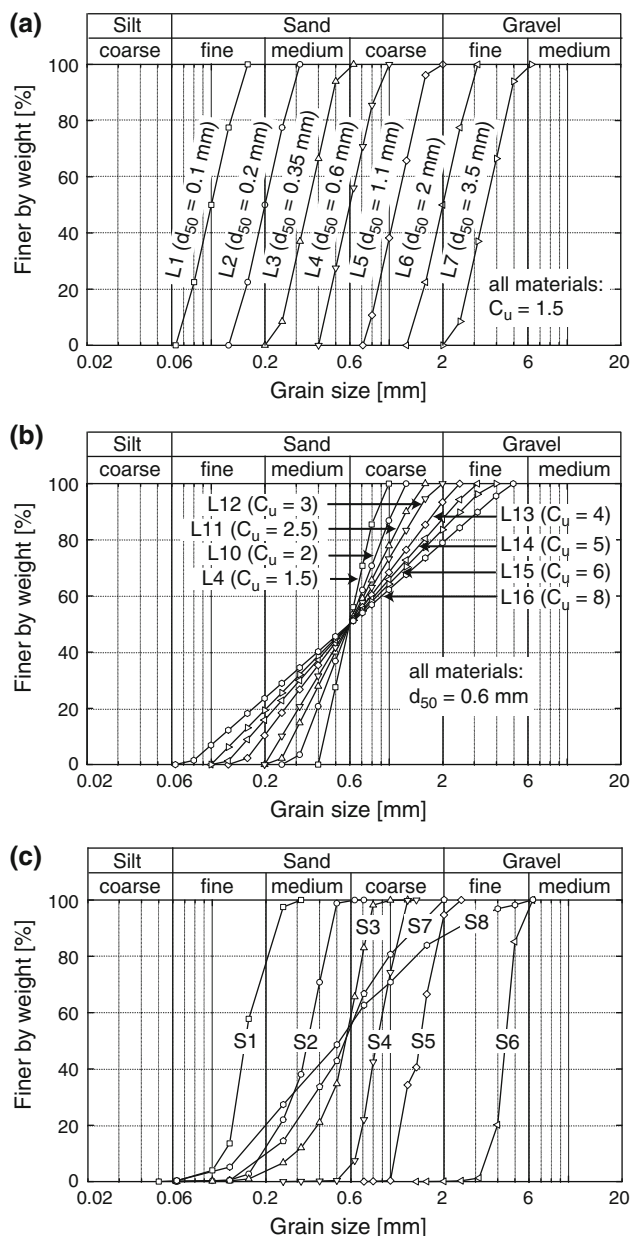 (a)
Silt Sand Gravel
coarse fine medium coarse fine medium
Finer by weight [%]
100
80
60
40
20
0
L1 (d50 = 0.1 mm)
L2 (d50 = 0.2 mm)
L3 (d50 = 0.35 mm)
L4 (d50 = 0.6 mm)
L5 (d50 = 1.1 mm)
L6 (d50 = 2 mm)
L7 (d50 = 3.5 mm)
all materials:
Cu = 1.5
0.02 0.06 0.2 0.6 2 6 20
Grain size [mm]
(b)
Silt Sand Gravel
coarse fine medium coarse fine medium
Finer by weight [%]
100
80
60
40
20
0
L12 (Cu = 3)
L11 (Cu = 2.5)
L10 (Cu = 2)
L4 (Cu = 1.5)
L13 (Cu = 4)
L14 (Cu = 5)
L15 (Cu = 6)
L16 (Cu = 8)
all materials:
d50 = 0.6 mm
0.02 0.06 0.2 0.6 2 6 20
Grain size [mm]
(c)
Silt Sand Gravel
coarse fine medium coarse fine medium
Finer by weight [%]
100
80
60
40
20
0
S3 S7 S8
S1 S2 S4 S5 S6
0.02 0.06 0.2 0.6 2 6 20
Grain size [mm]